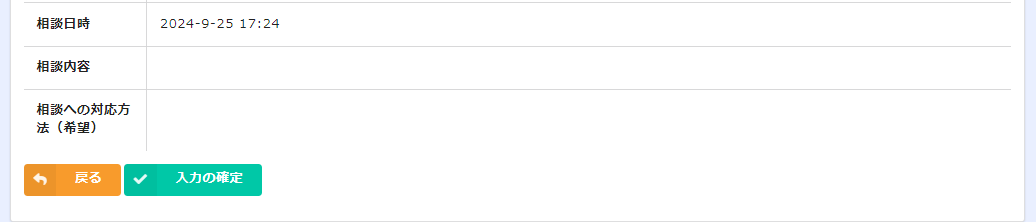 相談日時 2024-9-25 17:24
相談内容
相談への対応方
法（希望）
戻る 入力の確定